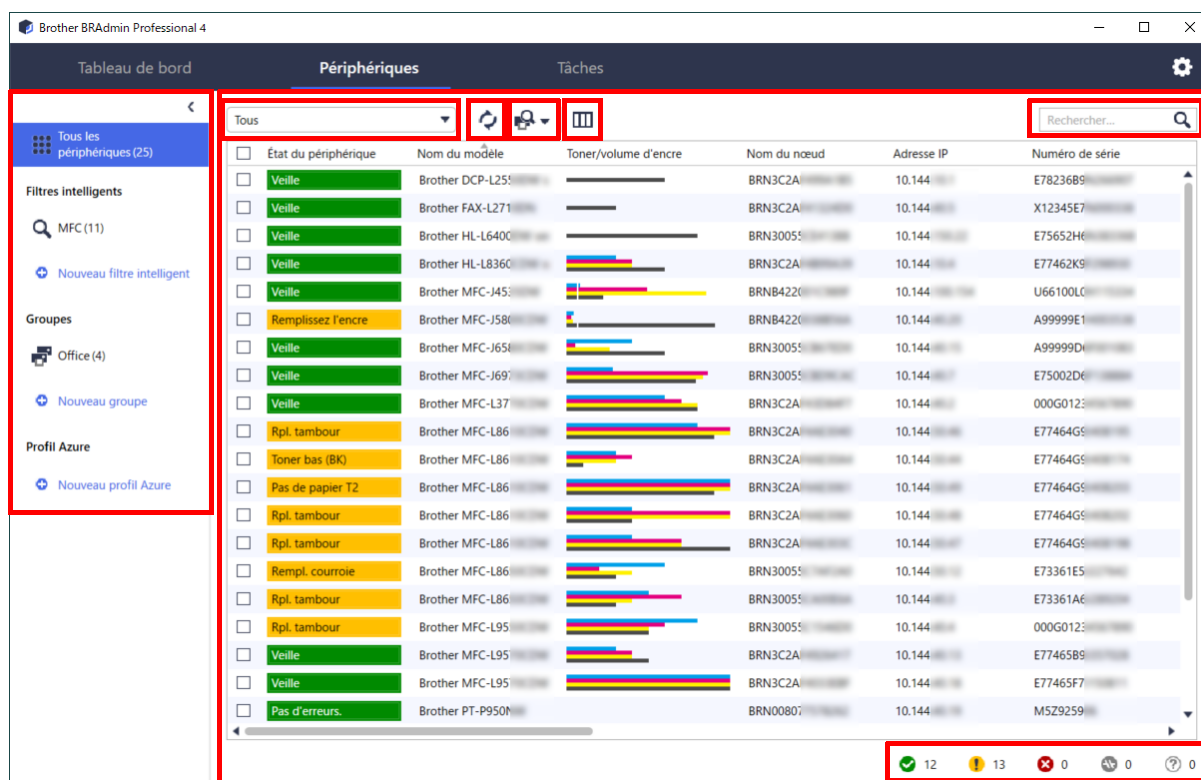 Brother BRAdmin Professional 4
Tableau de bord Périphériques Tâches
Tous les
périphériques (25)
Filtres intelligents
MFC (11)
Nouveau filtre intelligent
Groupes
Office (4)
Nouveau groupe
Profil Azure
Nouveau profil Azure
Tous Rechercher...
État du périphérique Nom du modèle Toner/volume d'encre Nom du nœud Adresse IP Numéro de série
Veille Brother DCP-L255 BRN3C2A 10.144 E78236B9
Veille Brother FAX-L271 BRN3C2A 10.144 X12345E7
Veille Brother HL-L6400 BRN30055 10.144 E75652H6
Veille Brother HL-L8360 BRN3C2A 10.144 E77462K9
Veille Brother MFC-J453 BRNB4220 10.144 U66100L0
Remplissez l'encre Brother MFC-J580 BRNB4220 10.144 A99999E1
Veille Brother MFC-J658 BRN30055 10.144 A99999D6
Veille Brother MFC-J697 BRN30055 10.144 E75002D6
Veille Brother MFC-L377 BRN3C2A 10.144 000G0123
Rpl. tambour Brother MFC-L86 BRN3C2A 10.144 E77464G9
Toner bas (BK) Brother MFC-L86 BRN3C2A 10.144 E77464G9
Pas de papier T2 Brother MFC-L86 BRN3C2A 10.144 E77464G9
Rpl. tambour Brother MFC-L86 BRN3C2A 10.144 E77464G9
Rpl. tambour Brother MFC-L86 BRN3C2A 10.144 E77464G9
Rempl. courroie Brother MFC-L86 BRN30055 10.144 E73361E5
Rpl. tambour Brother MFC-L86 BRN30055 10.144 E73361A6
Rpl. tambour Brother MFC-L95 BRN30055 10.144 000G0123
Veille Brother MFC-L95 BRN3C2A 10.144 E77465B9
Veille Brother MFC-L95 BRN3C2A 10.144 E77465F7
Pas d'erreurs. Brother PT-P950N BRN00807 10.144 M5Z9259
12 13 0 0 0